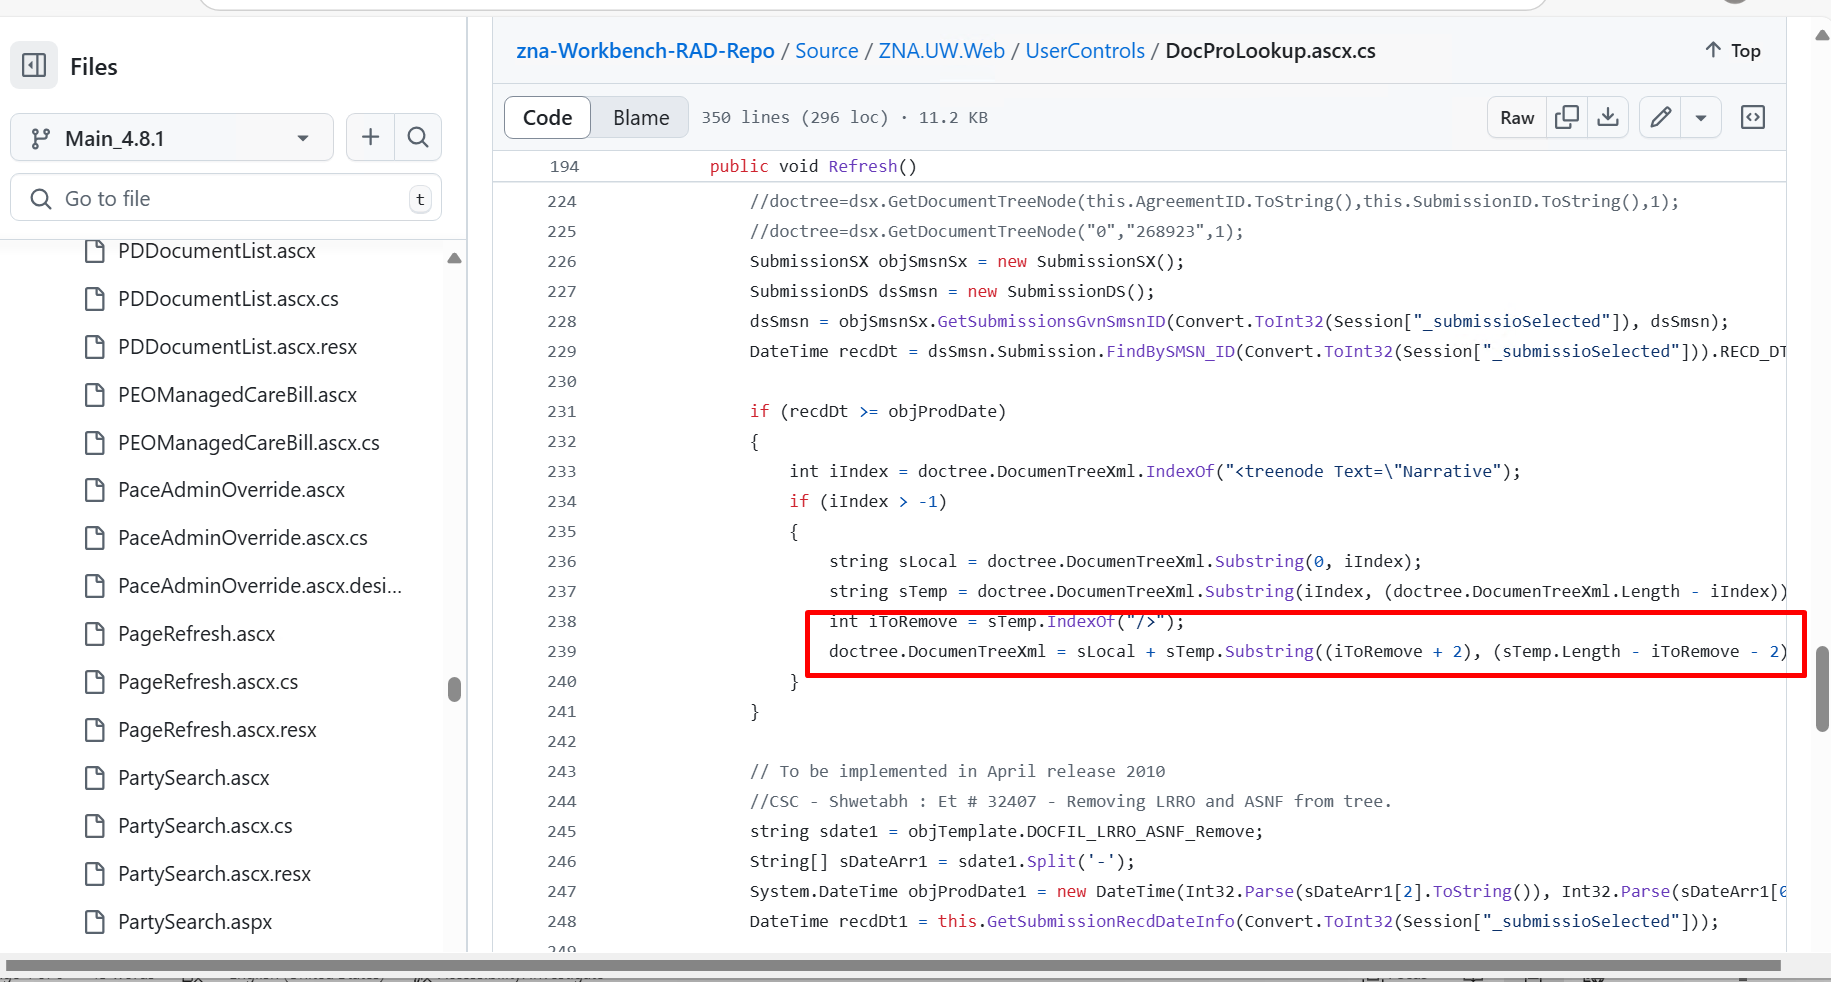 Files
Main_4.8.1
Go to file
t
PDDocumentList.ascx
PDDocumentList.ascx.cs
PDDocumentList.ascx.resx
PEOManagedCareBill.ascx
PEOManagedCareBill.ascx.cs
PaceAdminOverride.ascx
PaceAdminOverride.ascx.cs
PaceAdminOverride.ascx.desi...
PageRefresh.ascx
PageRefresh.ascx.cs
PageRefresh.ascx.resx
PartySearch.ascx
PartySearch.ascx.cs
PartySearch.ascx.resx
PartySearch.aspx
zna-Workbench-RAD-Repo / Source / ZNA.UW.Web / UserControls / DocProLookup.ascx.cs
Top
Code Blame 350 lines (296 loc) · 11.2 KB
Raw
194 public void Refresh()
224 //doctree=dsx.GetDocumentTreeNode(this.AgreementID.ToString(),this.SubmissionID.ToString(),1);
225 //doctree=dsx.GetDocumentTreeNode("0","268923",1);
226 SubmissionSX objSmsnSx = new SubmissionSX();
227 SubmissionDS dsSmsn = new SubmissionDS();
228 dsSmsn = objSmsnSx.GetSubmissionsGvnSmsnID(Convert.ToInt32(Session["_submissioSelected"]), dsSmsn);
229 DateTime recdDt = dsSmsn.Submission.FindBySMSN_ID(Convert.ToInt32(Session["_submissioSelected"])).RECD_DT
230
231 if (recdDt >= objProdDate)
232 {
233 int iIndex = doctree.DocumenTreeXml.IndexOf("<treenode Text=\"Narrative");
234 if (iIndex > -1)
235 {
236 string sLocal = doctree.DocumenTreeXml.Substring(0, iIndex);
237 string sTemp = doctree.DocumenTreeXml.Substring(iIndex, (doctree.DocumenTreeXml.Length - iIndex))
238 int iToRemove = sTemp.IndexOf("/>");
239 doctree.DocumenTreeXml = sLocal + sTemp.Substring((iToRemove + 2), (sTemp.Length - iToRemove - 2)
240 }
241 }
242
243 // To be implemented in April release 2010
244 //CSC - Shwetabh : Et # 32407 - Removing LRRO and ASNF from tree.
245 string sdate1 = objTemplate.DOCFIL_LRRO_ASNF_Remove;
246 String[] sDateArr1 = sdate1.Split('-');
247 System.DateTime objProdDate1 = new DateTime(Int32.Parse(sDateArr1[2].ToString()), Int32.Parse(sDateArr1[0
248 DateTime recdDt1 = this.GetSubmissionRecdDateInfo(Convert.ToInt32(Session["_submissioSelected"]));
249